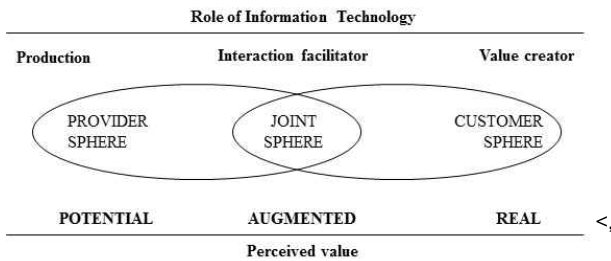 Role of Information Technology
Production Interaction facilitator Value creator
PROVIDER JOINT CUSTOMER
SPHERE SPHERE SPHERE
POTENTIAL AUGMENTED REAL <,
Perceived value